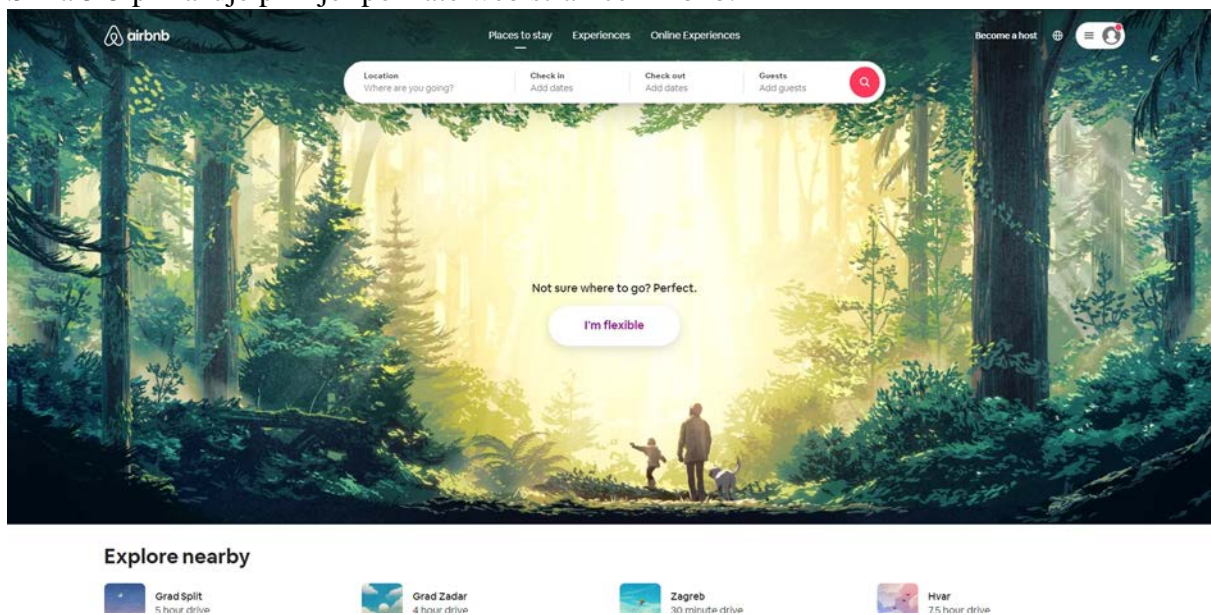 airbnb
Places to stay Experiences Online Experiences
Become a host
Location Check in Check out Guests
Where are you going? Add dates Add dates Add guests
Not sure where to go? Perfect.
I'm flexible
Explore nearby
Grad Split Grad Zadar Zagreb Hvar
5 hour drive 4 hour drive 30 minute drive 7.5 hour drive